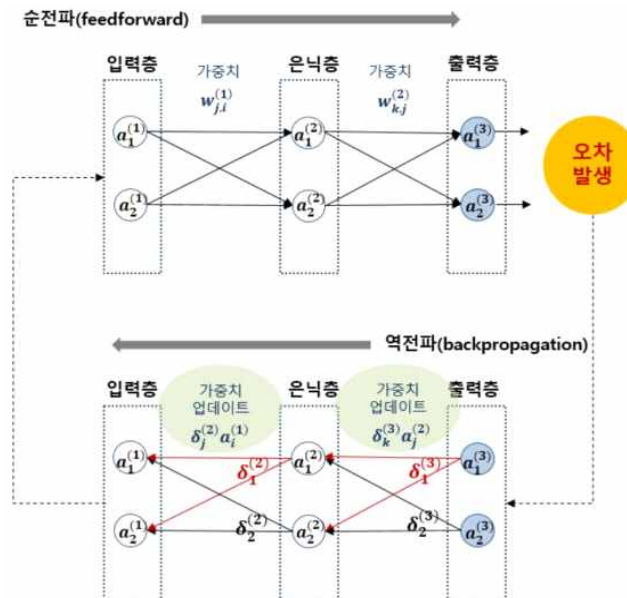 순전파(feedforward)
입력층 가중치 은닉층 가중치 출력층
w_{j,i}^{(1)} w_{k,j}^{(2)}
a_1^{(1)} a_1^{(2)} a_1^{(3)}
오차
발생
a_2^{(1)} a_2^{(2)} a_2^{(3)}
역전파(backpropagation)
입력층 가중치 은닉층 가중치 출력층
업데이트 업데이트
δ_j^{(2)} a_i^{(1)} δ_k^{(3)} a_j^{(2)}
a_1^{(1)} δ_1^{(2)} a_1^{(2)} δ_1^{(3)} a_1^{(3)}
a_2^{(1)} δ_2^{(2)} a_2^{(2)} δ_2^{(3)} a_2^{(3)}